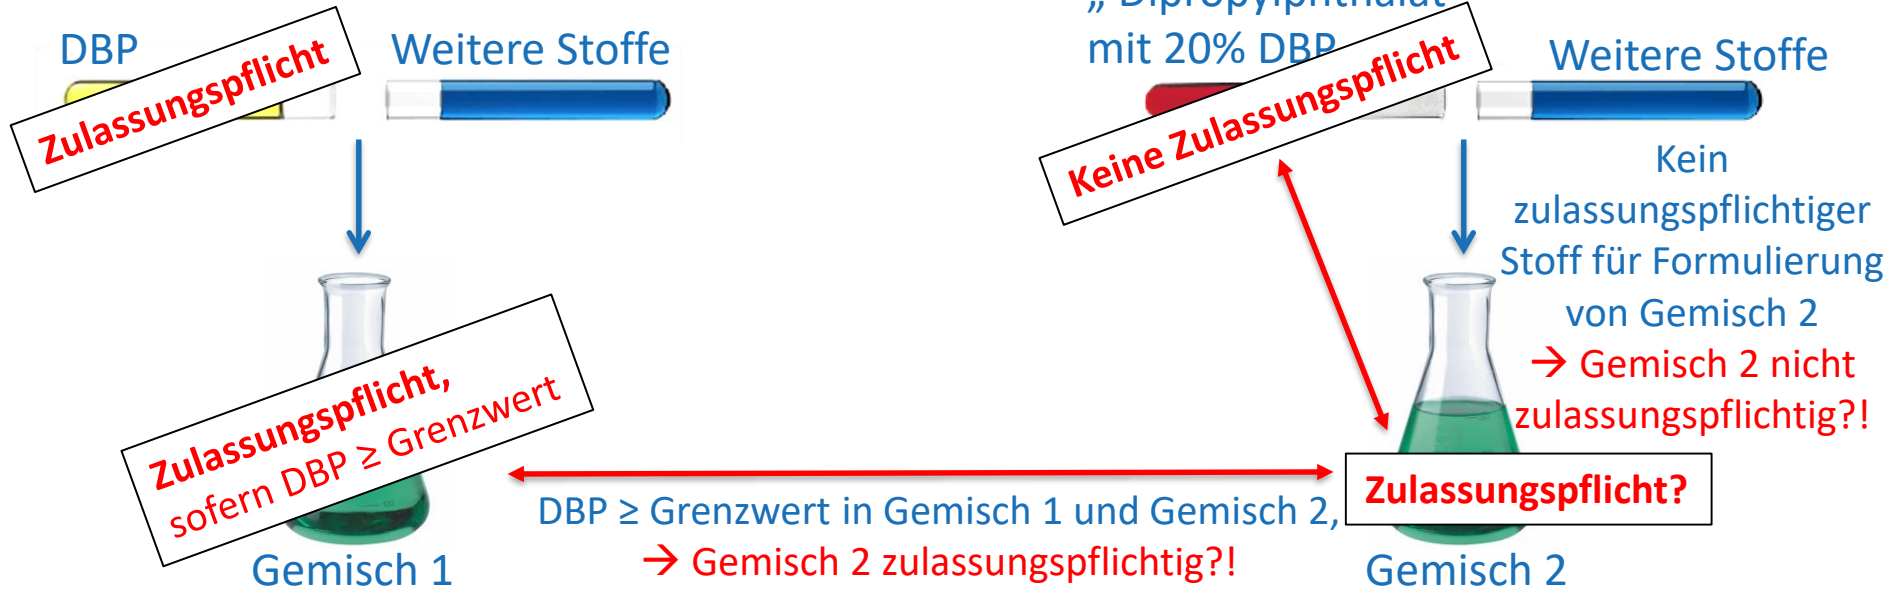 DBP
Zulassungspflicht
Weitere Stoffe
Zulassungspflicht,
sofern DBP ≥ Grenzwert
Gemisch 1
„ Dipropylphthalat
mit 20% DBP
Keine Zulassungspflicht
Weitere Stoffe
Kein
zulassungspflichtiger
Stoff für Formulierung
von Gemisch 2
→ Gemisch 2 nicht
zulassungspflichtig?!
Zulassungspflicht?
Gemisch 2
DBP ≥ Grenzwert in Gemisch 1 und Gemisch 2,
→ Gemisch 2 zulassungspflichtig?!